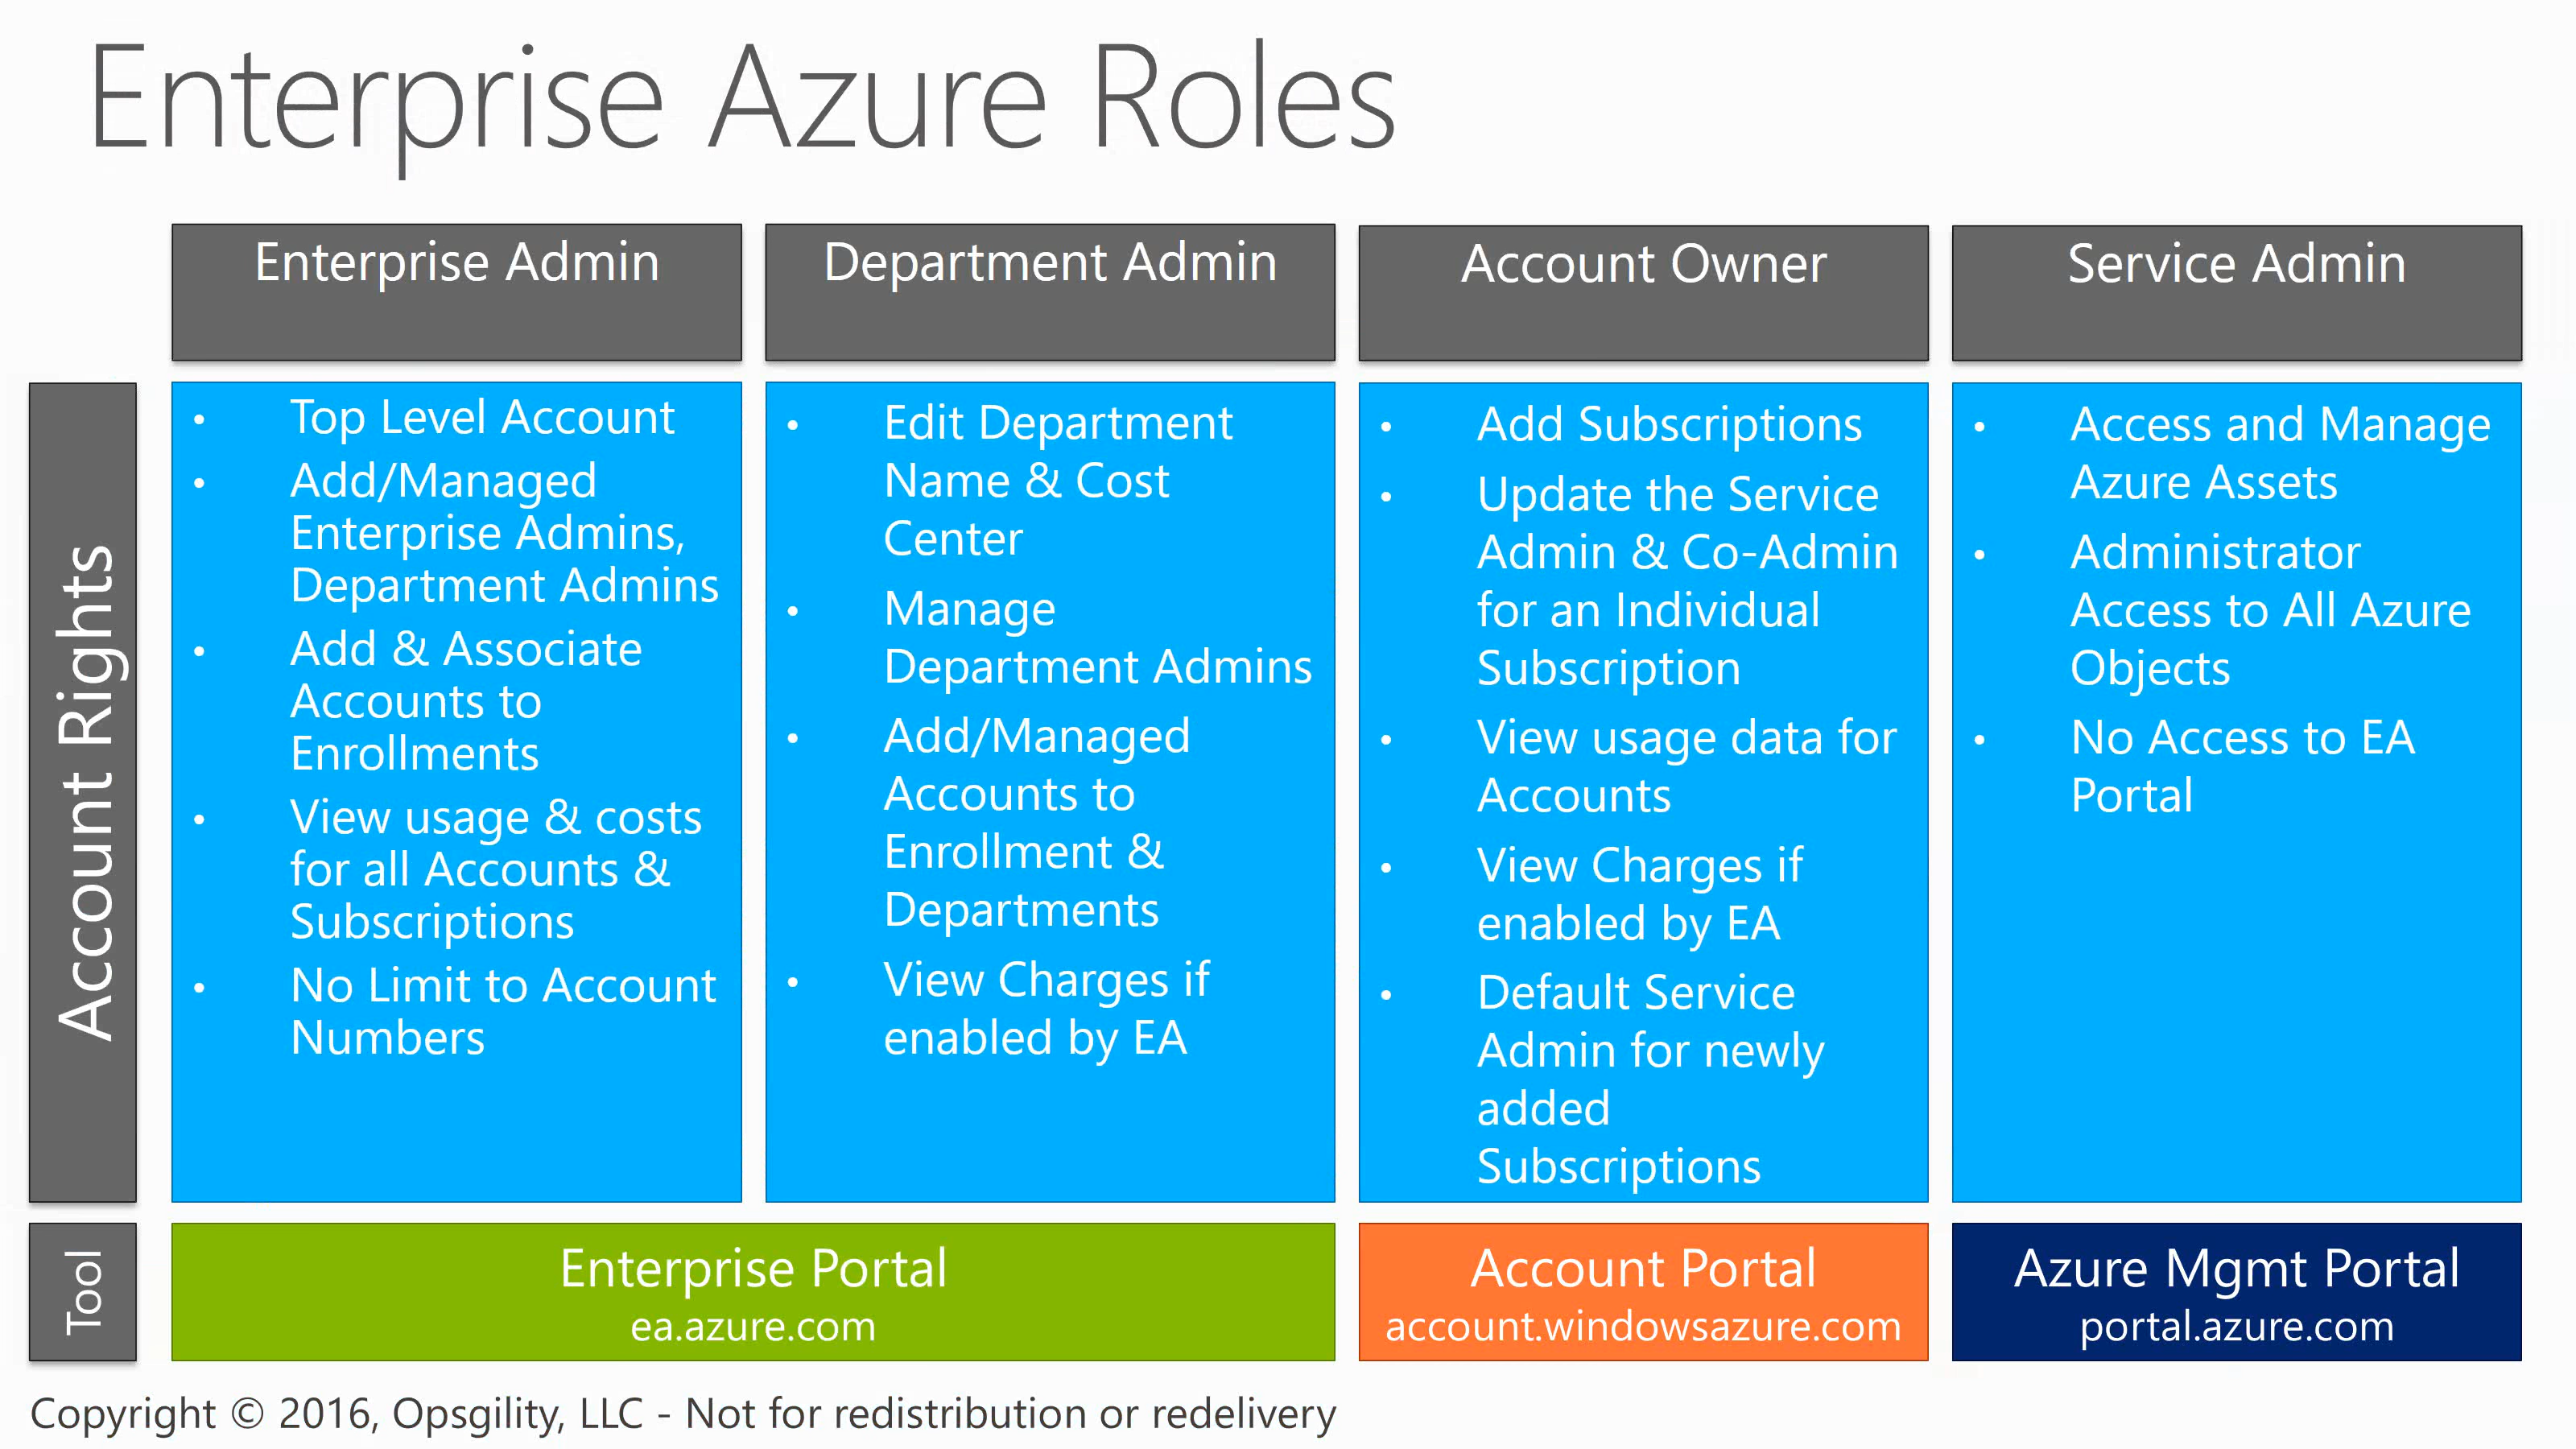 Enterprise Azure Roles
Enterprise Admin
Department Admin
Account Owner
Service Admin
Account Rights
• Top Level Account
• Add/Managed
Enterprise Admins,
Department Admins
• Add & Associate
Accounts to
Enrollments
• View usage & costs
for all Accounts &
Subscriptions
• No Limit to Account
Numbers
• Edit Department
Name & Cost
Center
• Manage
Department Admins
• Add/Managed
Accounts to
Enrollment &
Departments
• View Charges if
enabled by EA
• Add Subscriptions
• Update the Service
Admin & Co-Admin
for an Individual
Subscription
• View usage data for
Accounts
• View Charges if
enabled by EA
• Default Service
Admin for newly
added
Subscriptions
• Access and Manage
Azure Assets
• Administrator
Access to All Azure
Objects
• No Access to EA
Portal
Tool
Enterprise Portal
ea.azure.com
Account Portal
account.windowsazure.com
Azure Mgmt Portal
portal.azure.com
Copyright © 2016, Opsgility, LLC - Not for redistribution or redelivery